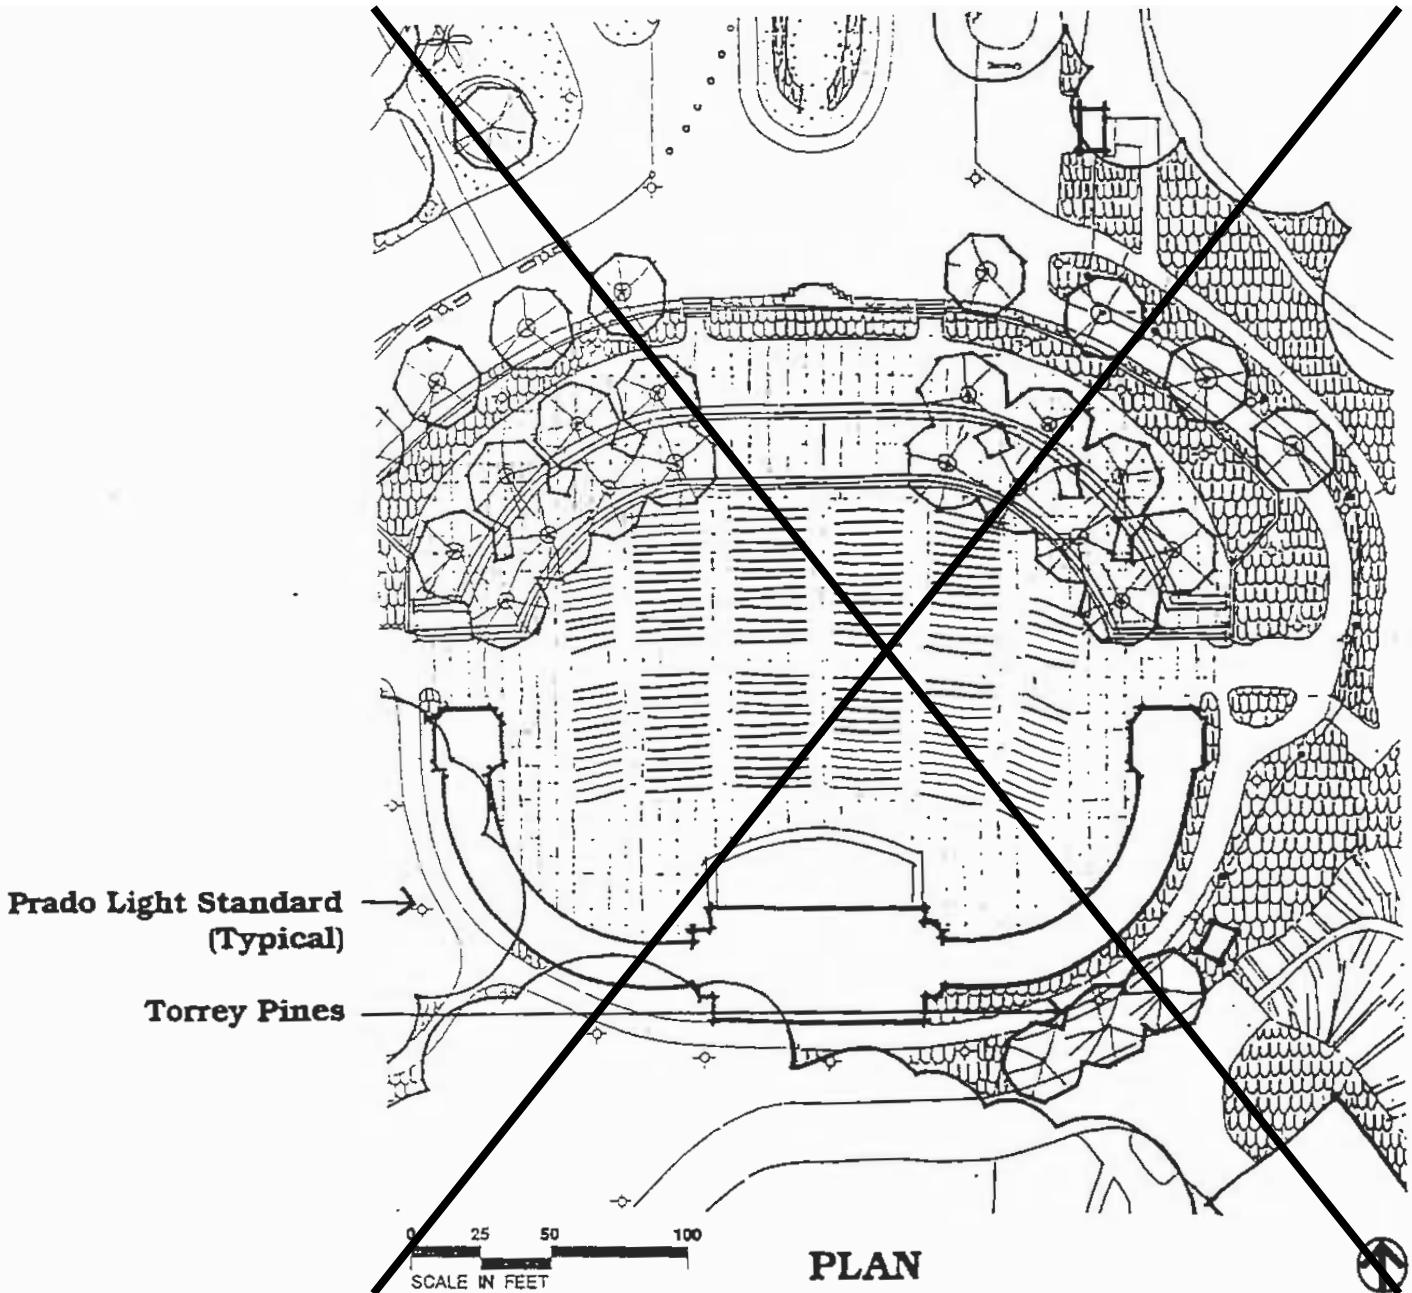 Prado Light Standard
(Typical)
Torrey Pines
0 25 50 100
SCALE IN FEET
PLAN